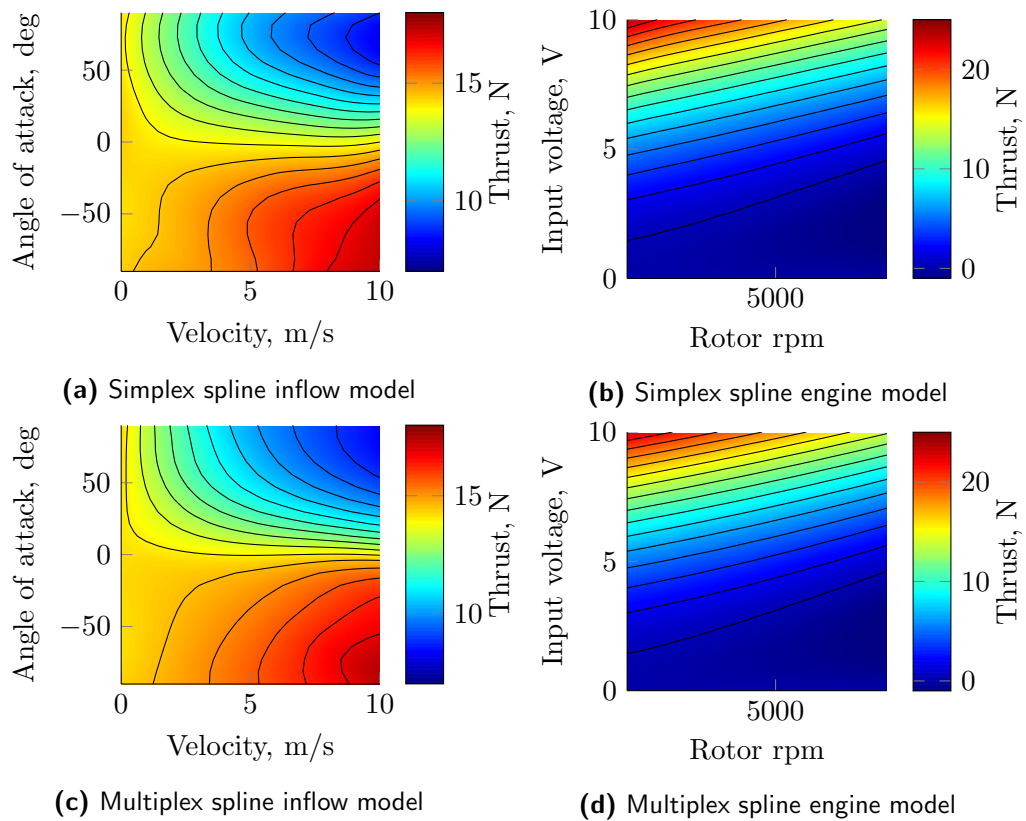 Angle of attack, deg
50
0
−50
0
5
10
Velocity, m/s
15
10
Thrust, N
(a) Simplex spline inflow model
Input voltage, V
10
5
0
5000
Rotor rpm
20
10
0
Thrust, N
(b) Simplex spline engine model
Angle of attack, deg
50
0
−50
0
5
10
Velocity, m/s
15
10
Thrust, N
(c) Multiplex spline inflow model
Input voltage, V
10
5
0
5000
Rotor rpm
20
10
0
Thrust, N
(d) Multiplex spline engine model